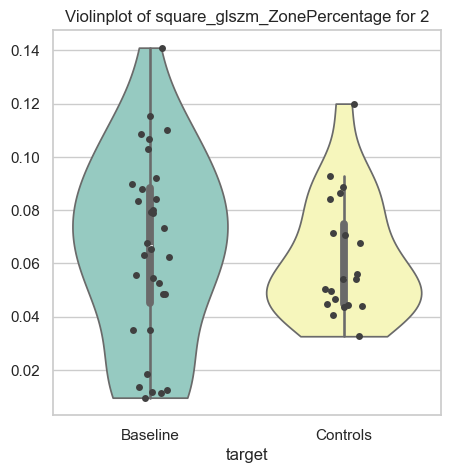 Violinplot of square_glszm_ZonePercentage for 2
0.14
0.12
0.10
0.08
0.06
0.04
0.02
Baseline Controls
target